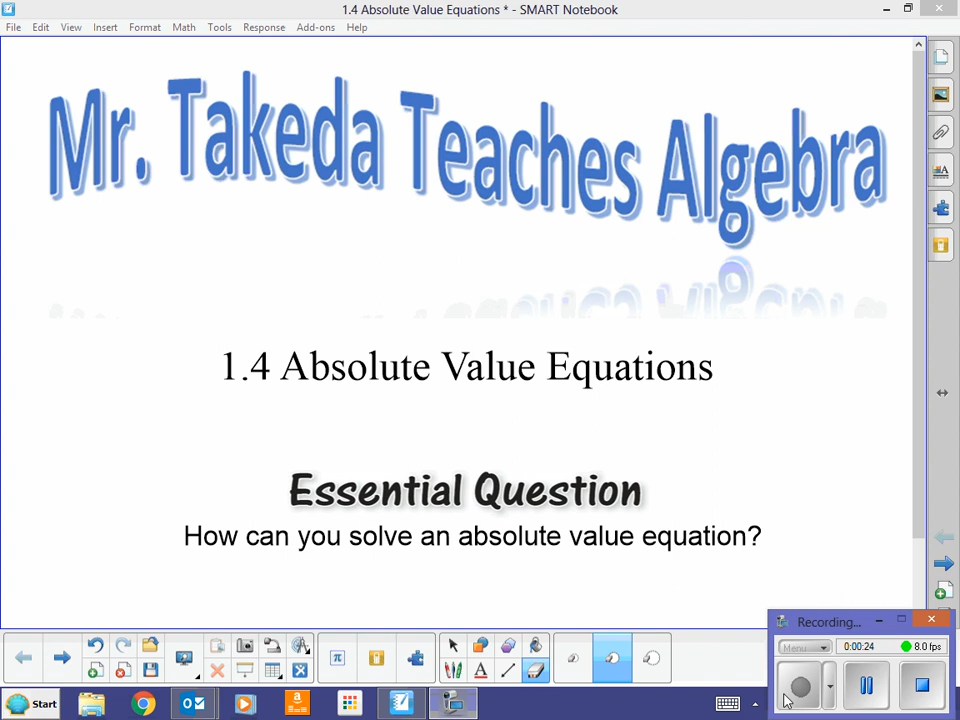 1.4 Absolute Value Equations * - SMART Notebook
File Edit View Insert Format Math Tools Response Add-ons Help
Mr. Takeda Teaches Algebra
1.4 Absolute Value Equations
Essential Question
How can you solve an absolute value equation?
Recording...
Menu 0:00:24 8.0 fps
Start